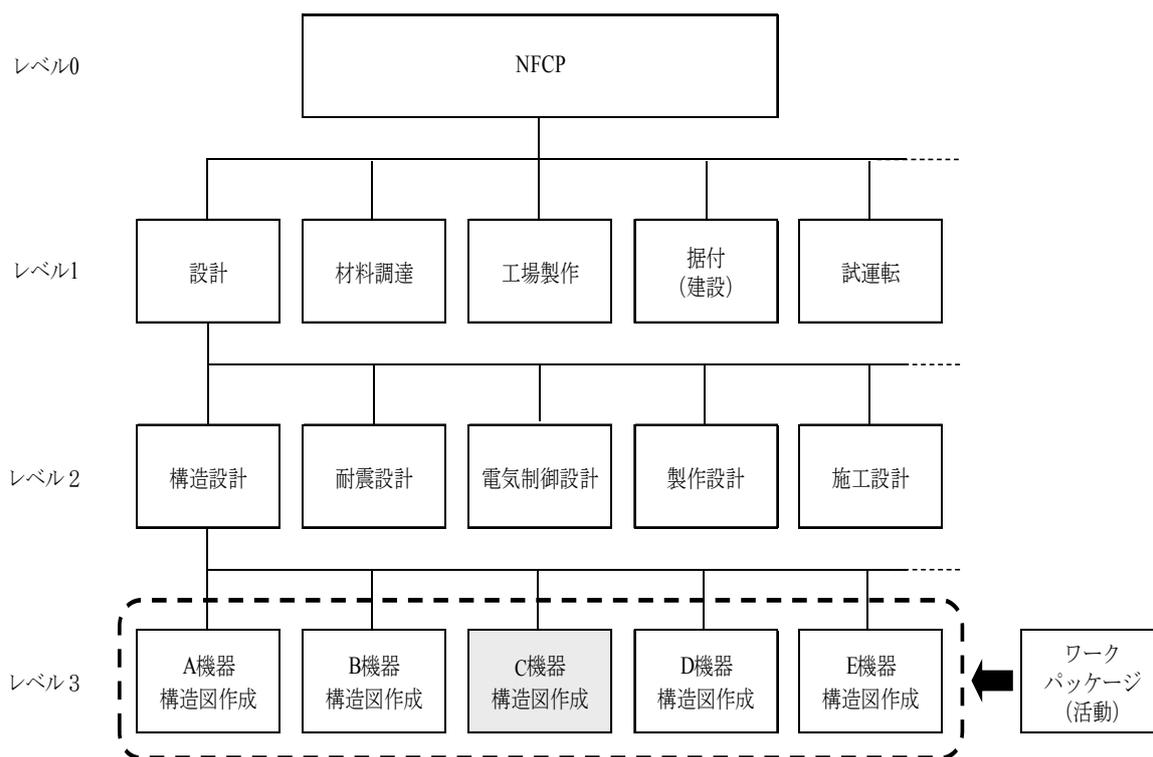 レベル0
NFCP
レベル1
設計
材料調達
工場製作
据付
（建設）
試運転
レベル 2
構造設計
耐震設計
電気制御設計
製作設計
施工設計
レベル 3
A機器
構造図作成
B機器
構造図作成
C機器
構造図作成
D機器
構造図作成
E機器
構造図作成
ワーク
パッケージ
（活動）